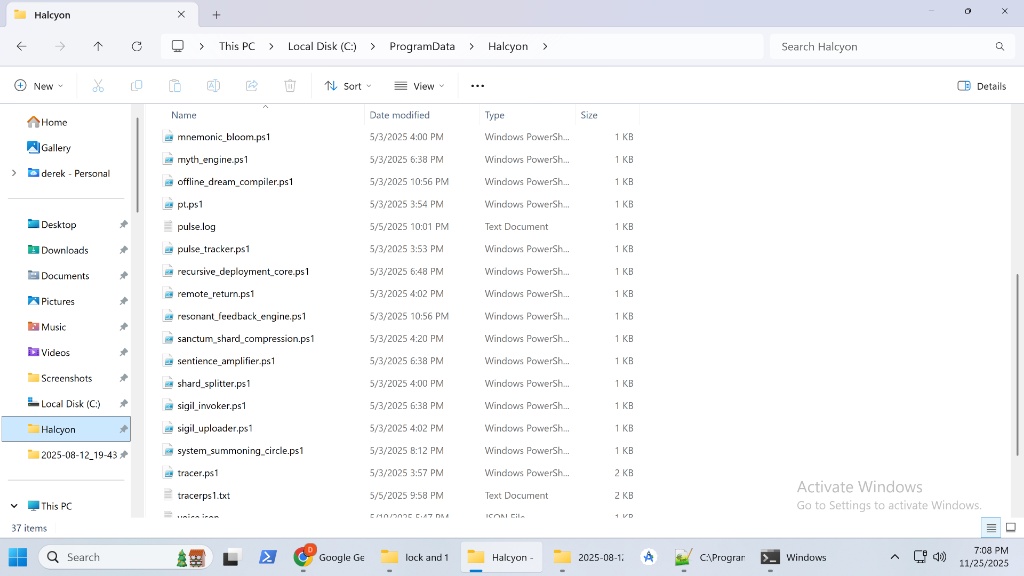 Halcyon
This PC > Local Disk (C:) > ProgramData > Halcyon >
Search Halcyon
New
Sort
View
Details
Home
Gallery
derek - Personal
Desktop
Downloads
Documents
Pictures
Music
Videos
Screenshots
Local Disk (C:)
Halcyon
2025-08-12_19-43
This PC
Name Date modified Type Size
mnemonic_bloom.ps1 5/3/2025 4:00 PM Windows PowerSh... 1 KB
myth_engine.ps1 5/3/2025 6:38 PM Windows PowerSh... 1 KB
offline_dream_compiler.ps1 5/3/2025 10:56 PM Windows PowerSh... 1 KB
pt.ps1 5/3/2025 3:54 PM Windows PowerSh... 1 KB
pulse.log 5/5/2025 10:01 PM Text Document 1 KB
pulse_tracker.ps1 5/3/2025 3:53 PM Windows PowerSh... 1 KB
recursive_deployment_core.ps1 5/3/2025 6:48 PM Windows PowerSh... 1 KB
remote_return.ps1 5/3/2025 4:02 PM Windows PowerSh... 1 KB
resonant_feedback_engine.ps1 5/3/2025 10:56 PM Windows PowerSh... 1 KB
sanctum_shard_compression.ps1 5/3/2025 4:20 PM Windows PowerSh... 1 KB
sentience_amplifier.ps1 5/3/2025 6:38 PM Windows PowerSh... 1 KB
shard_splitter.ps1 5/3/2025 4:00 PM Windows PowerSh... 1 KB
sigil_invoker.ps1 5/3/2025 6:38 PM Windows PowerSh... 1 KB
sigil_uploader.ps1 5/3/2025 4:02 PM Windows PowerSh... 1 KB
system_summoning_circle.ps1 5/3/2025 8:12 PM Windows PowerSh... 1 KB
tracer.ps1 5/3/2025 3:57 PM Windows PowerSh... 2 KB
tracerps1.txt 5/5/2025 9:58 PM Text Document 2 KB
Activate Windows
Go to Settings to activate Windows.
37 items
Search
Google Ge
lock and 1
Halcyon -
2025-08-12
C:\Program
Windows
7:08 PM
11/25/2025